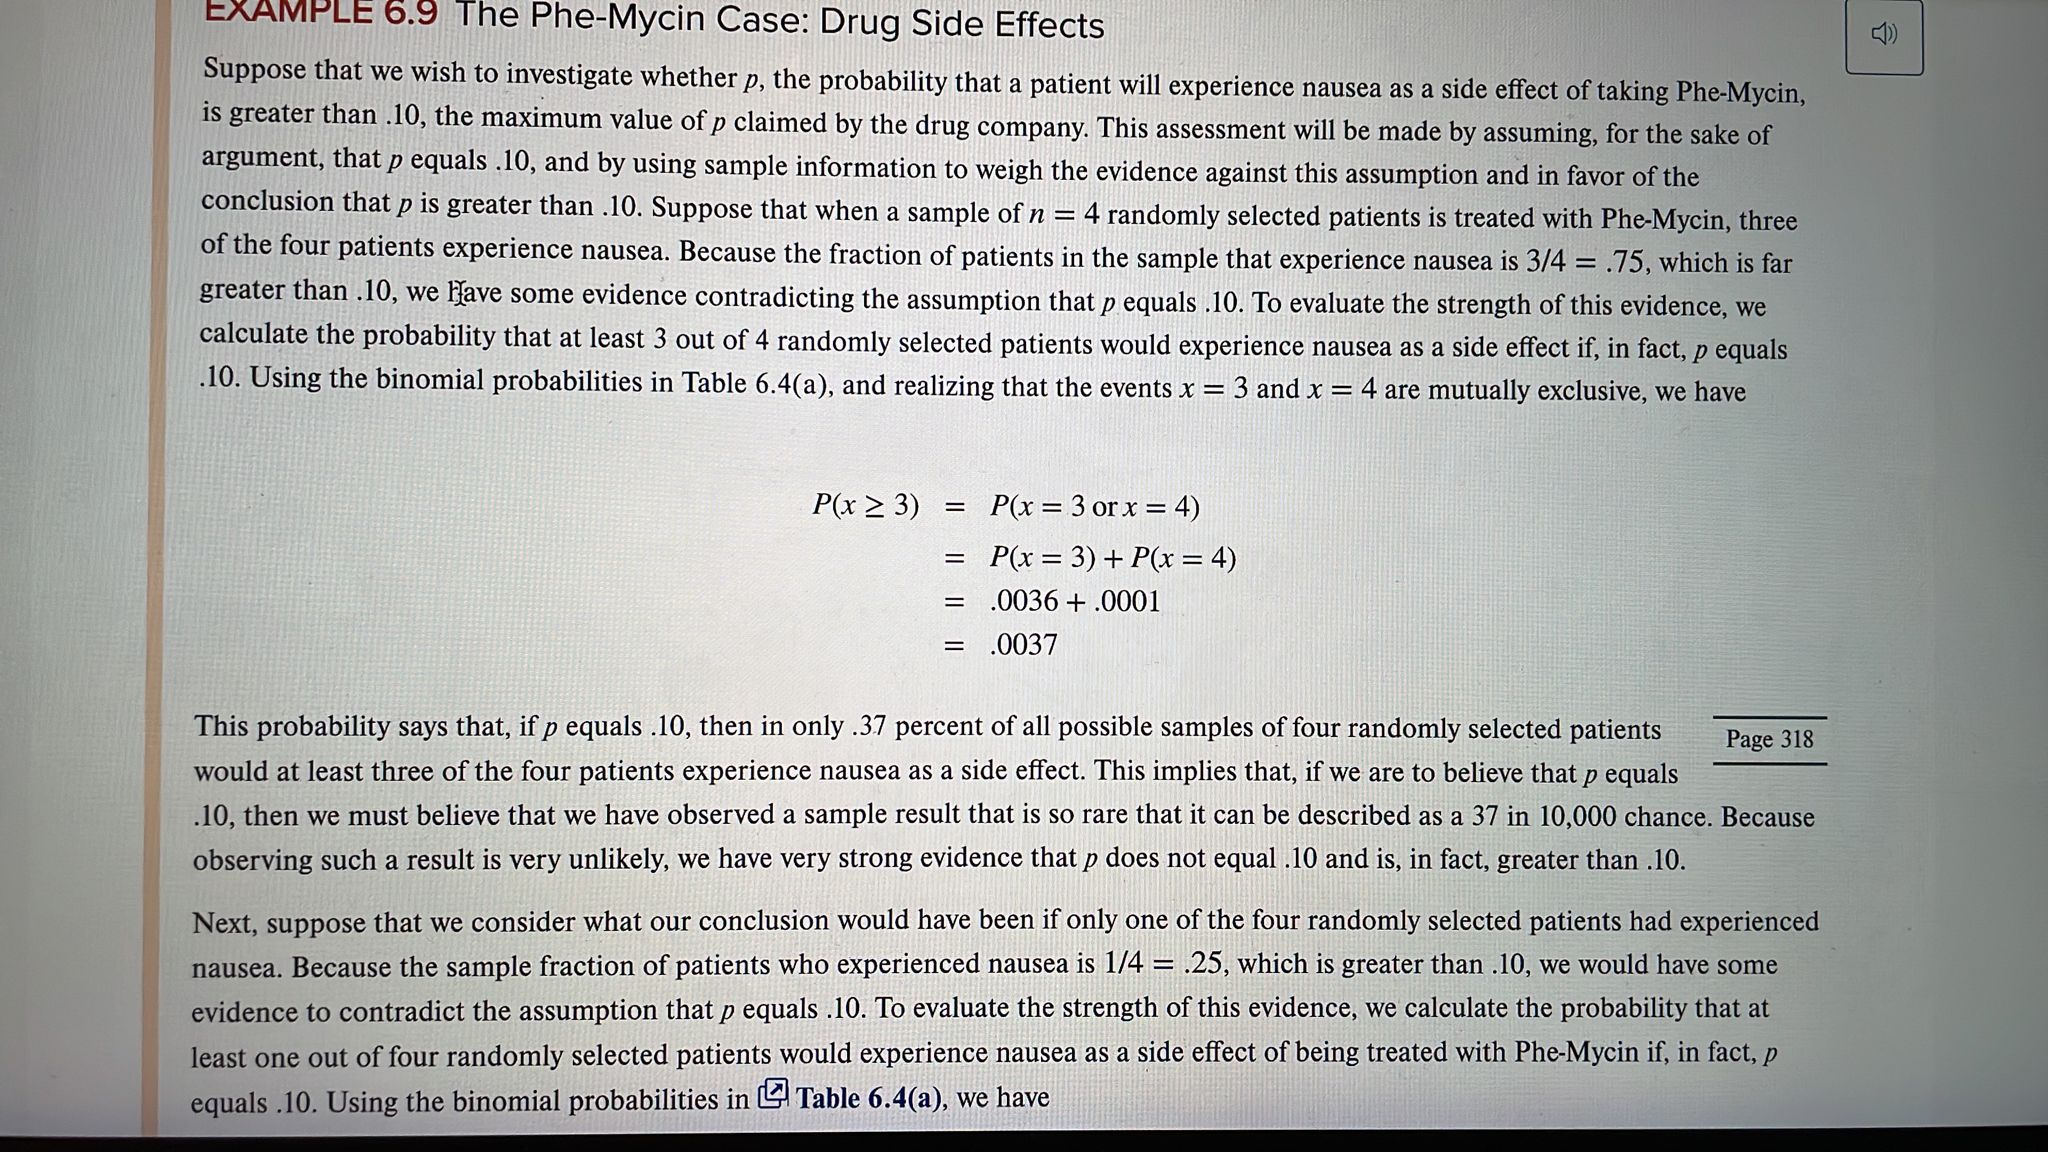 EXAMPLE 6.9 The Phe-Mycin Case: Drug Side Effects
Suppose that we wish to investigate whether p, the probability that a patient will experience nausea as a side effect of taking Phe-Mycin,
is greater than .10, the maximum value of p claimed by the drug company. This assessment will be made by assuming, for the sake of
argument, that p equals .10, and by using sample information to weigh the evidence against this assumption and in favor of the
conclusion that p is greater than .10. Suppose that when a sample of n = 4 randomly selected patients is treated with Phe-Mycin, three
of the four patients experience nausea. Because the fraction of patients in the sample that experience nausea is 3/4 = .75, which is far
greater than .10, we have some evidence contradicting the assumption that p equals .10. To evaluate the strength of this evidence, we
calculate the probability that at least 3 out of 4 randomly selected patients would experience nausea as a side effect if, in fact, p equals
.10. Using the binomial probabilities in Table 6.4(a), and realizing that the events x = 3 and x = 4 are mutually exclusive, we have
P(x ≥ 3) = P(x = 3 or x = 4)
= P(x = 3) + P(x = 4)
= .0036 + .0001
= .0037
This probability says that, if p equals .10, then in only .37 percent of all possible samples of four randomly selected patients
Page 318
would at least three of the four patients experience nausea as a side effect. This implies that, if we are to believe that p equals
.10, then we must believe that we have observed a sample result that is so rare that it can be described as a 37 in 10,000 chance. Because
observing such a result is very unlikely, we have very strong evidence that p does not equal .10 and is, in fact, greater than .10.
Next, suppose that we consider what our conclusion would have been if only one of the four randomly selected patients had experienced
nausea. Because the sample fraction of patients who experienced nausea is 1/4 = .25, which is greater than .10, we would have some
evidence to contradict the assumption that p equals .10. To evaluate the strength of this evidence, we calculate the probability that at
least one out of four randomly selected patients would experience nausea as a side effect of being treated with Phe-Mycin if, in fact, p
equals .10. Using the binomial probabilities in Table 6.4(a), we have